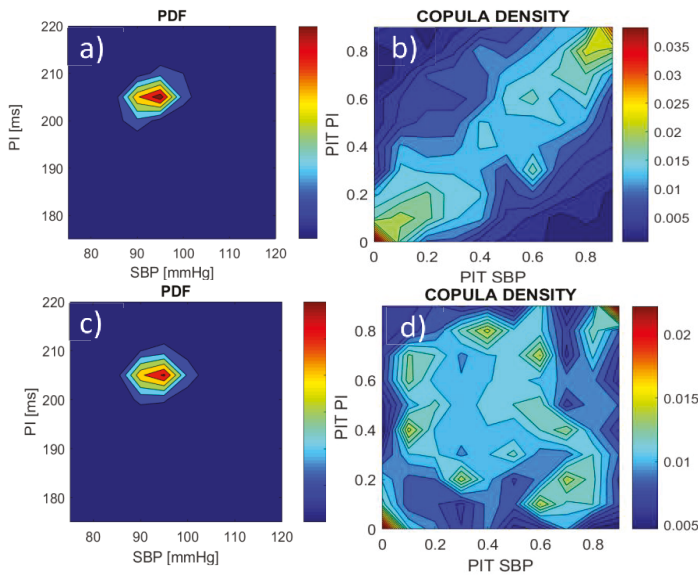 PDF
a)
220
210
200
190
180
PI [ms]
80 90 100 110 120
SBP [mmHg]
COPULA DENSITY
b)
0.8
0.6
0.4
0.2
0
PIT PI
0 0.2 0.4 0.6 0.8
PIT SBP
0.035
0.03
0.025
0.02
0.015
0.01
0.005
PDF
c)
220
210
200
190
180
PI [ms]
80 90 100 110 120
SBP [mmHg]
COPULA DENSITY
d)
0.8
0.6
0.4
0.2
0
PIT PI
0 0.2 0.4 0.6 0.8
PIT SBP
0.02
0.015
0.01
0.005